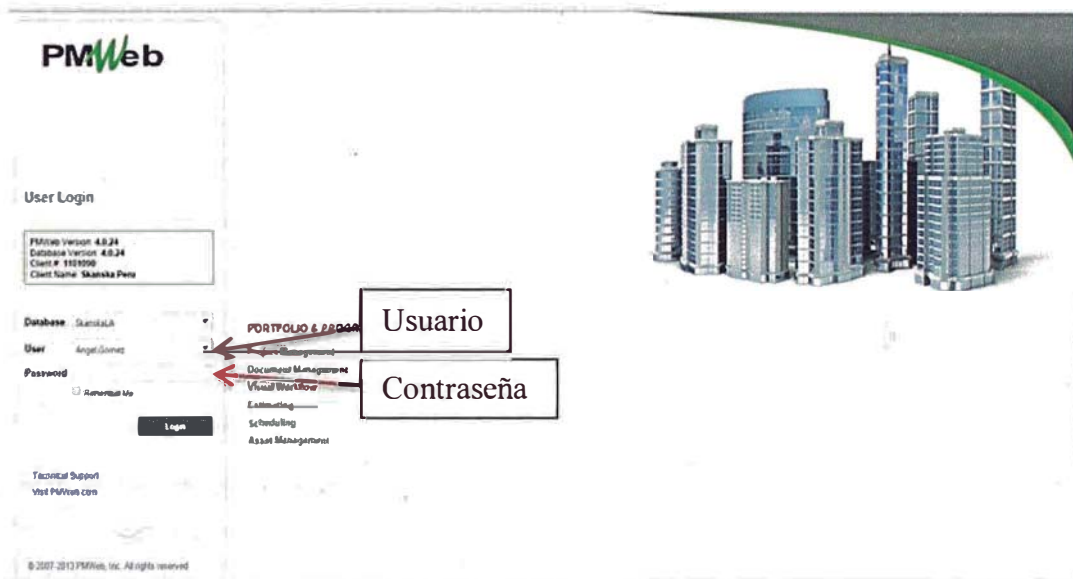 PMWeb
User Login
PMWeb Version 4.0.24
Database Version 4.0.24
Client # 1101090
Client Name Skanska Peru
Database SkanskaLA
User Angel.Gomez
Password
Remember Me
Login
Technical Support
Visit PMWeb.com
© 2007-2013 PMWeb, Inc. All rights reserved
PORTFOLIO &
Project Management
Document Management
Visual Workflow
Estimating
Scheduling
Asset Management
Usuario
Contraseña